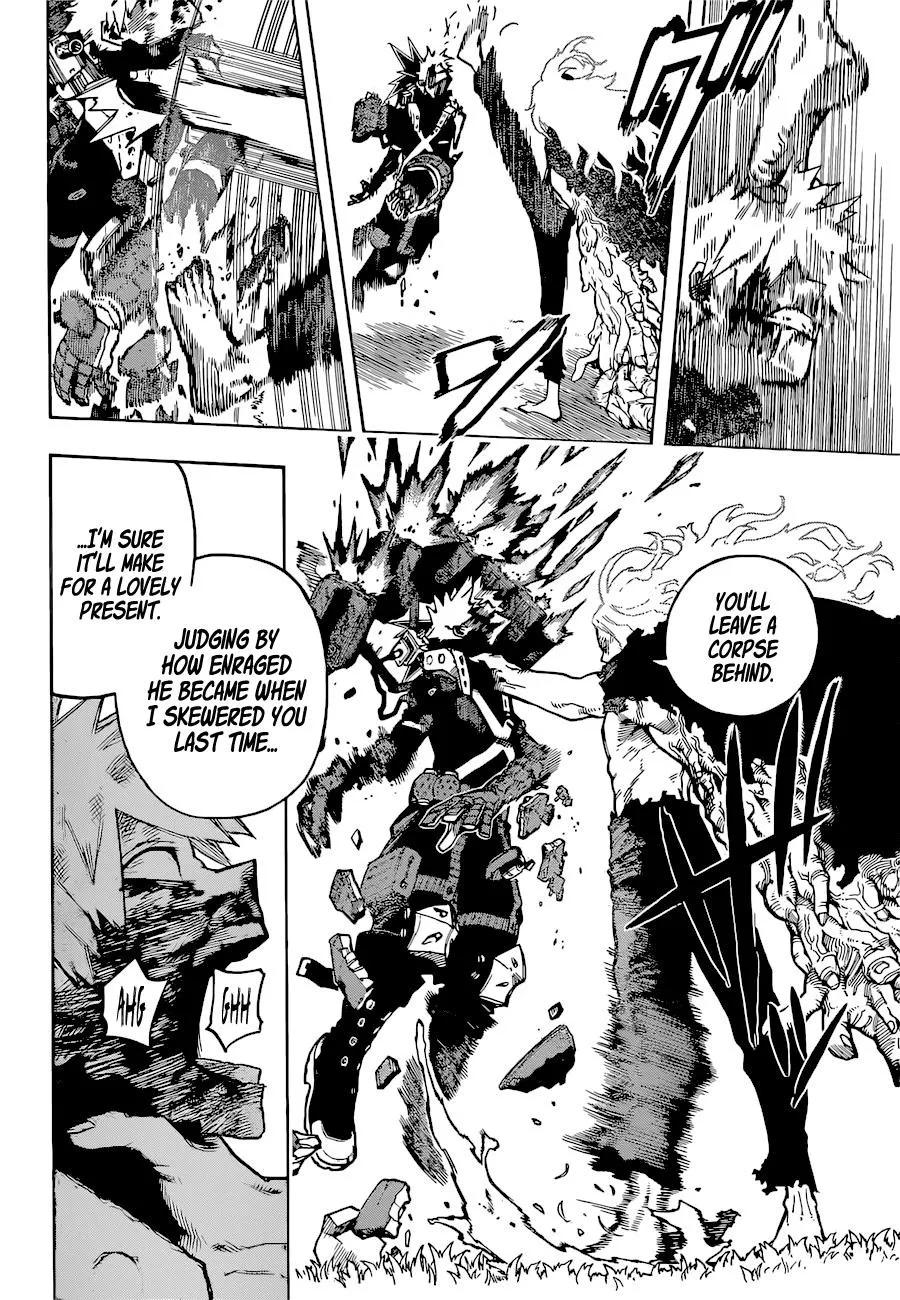 YOU'LL
LEAVE A
CORPSE
BEHIND.
JUDGING BY
HOW ENRAGED
HE BECAME WHEN
I SKEWERED YOU
LAST TIME...
...I'M SURE
IT'LL MAKE
FOR A LOVELY
PRESENT.
GHH
AHG